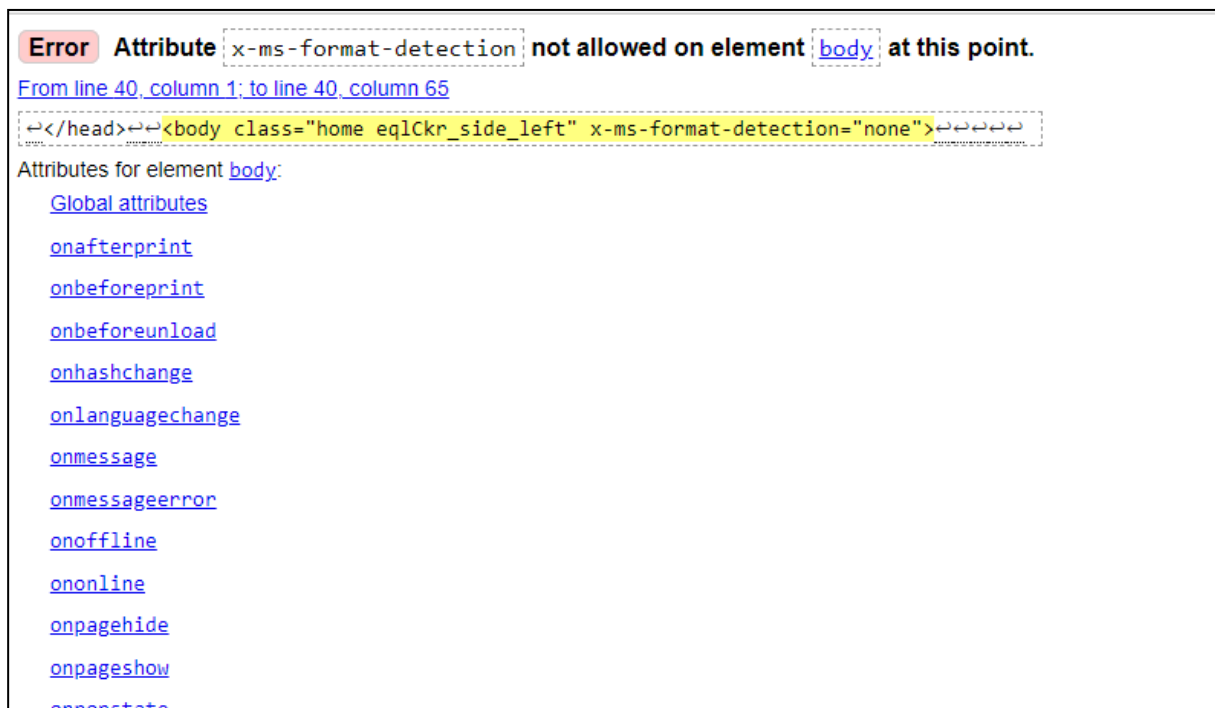 Error Attribute x-ms-format-detection not allowed on element body at this point.
From line 40, column 1; to line 40, column 65
↩</head>↩↩<body class="home eqlCkr_side_left" x-ms-format-detection="none">↩↩↩↩↩
Attributes for element body:
Global attributes
onafterprint
onbeforeprint
onbeforeunload
onhashchange
onlanguagechange
onmessage
onmessageerror
onoffline
ononline
onpagehide
onpageshow